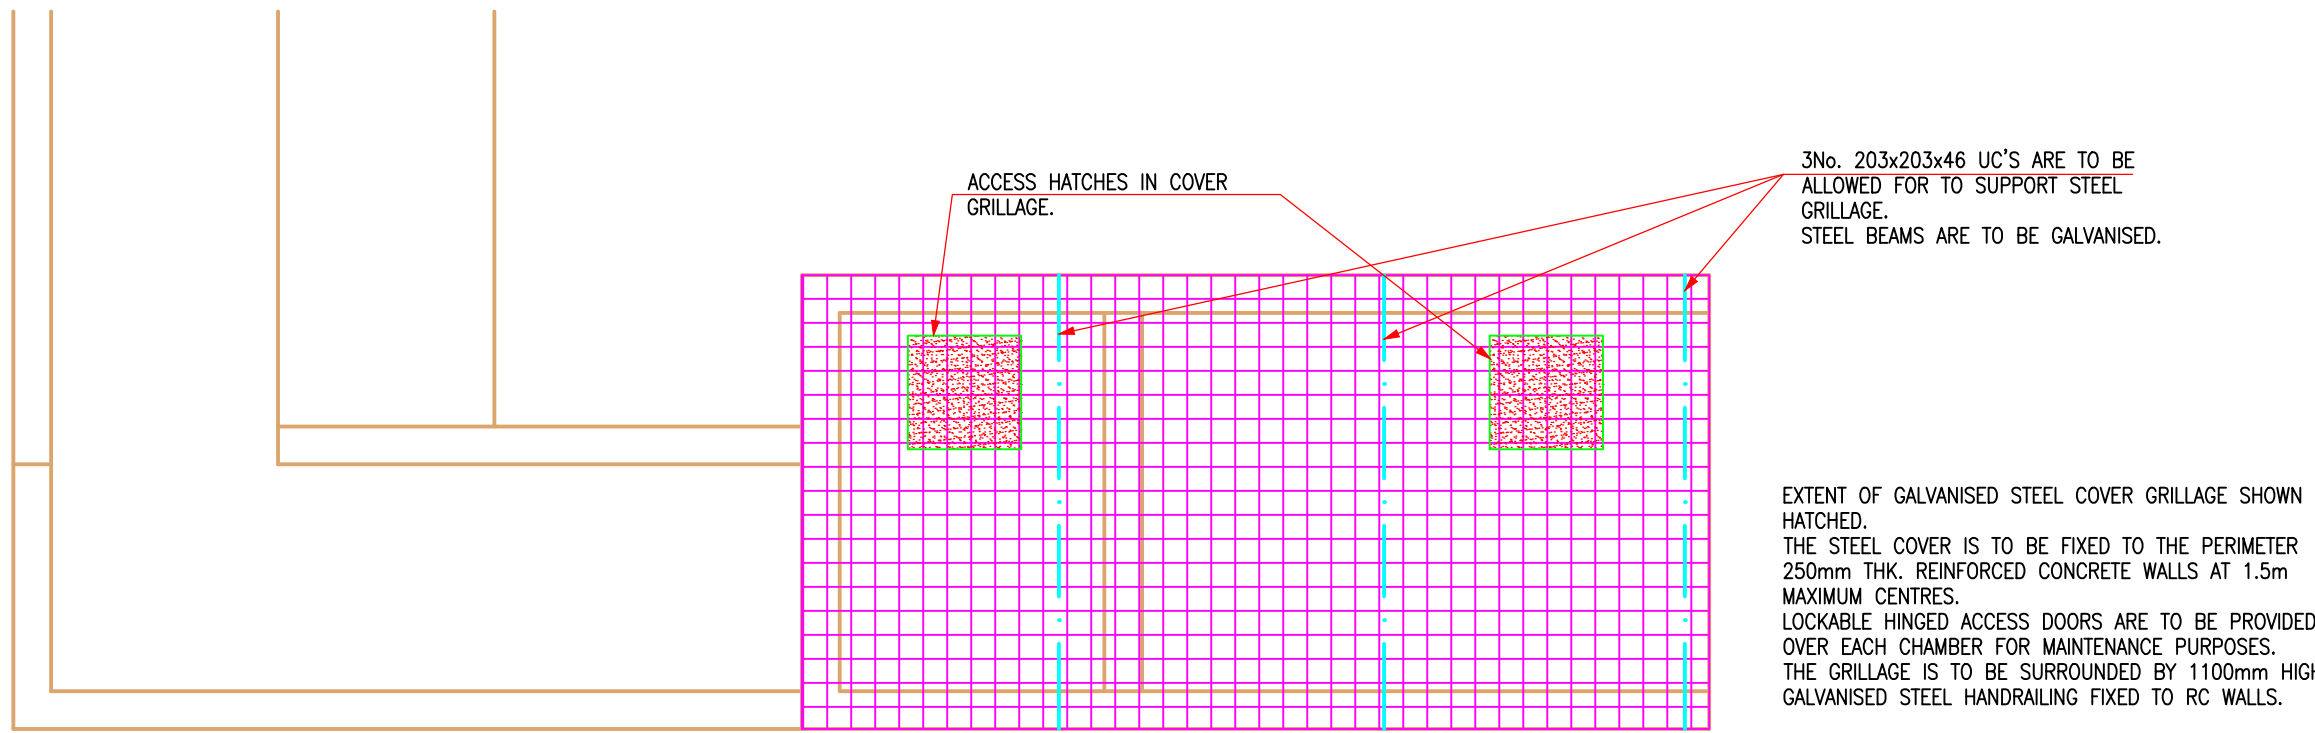 ACCESS HATCHES IN COVER
GRILLAGE.
3No. 203x203x46 UC'S ARE TO BE
ALLOWED FOR TO SUPPORT STEEL
GRILLAGE.
STEEL BEAMS ARE TO BE GALVANISED.
EXTENT OF GALVANISED STEEL COVER GRILLAGE SHOWN
HATCHED.
THE STEEL COVER IS TO BE FIXED TO THE PERIMETER
250mm THK. REINFORCED CONCRETE WALLS AT 1.5m
MAXIMUM CENTRES.
LOCKABLE HINGED ACCESS DOORS ARE TO BE PROVIDED
OVER EACH CHAMBER FOR MAINTENANCE PURPOSES.
THE GRILLAGE IS TO BE SURROUNDED BY 1100mm HIGH
GALVANISED STEEL HANDRAILING FIXED TO RC WALLS.